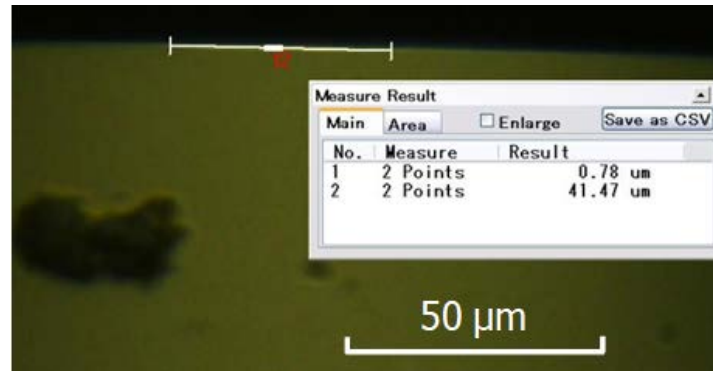 Measure Result
Main Area Enlarge Save as CSV
No. Measure Result
1 2 Points 0.78 um
2 2 Points 41.47 um
50 µm